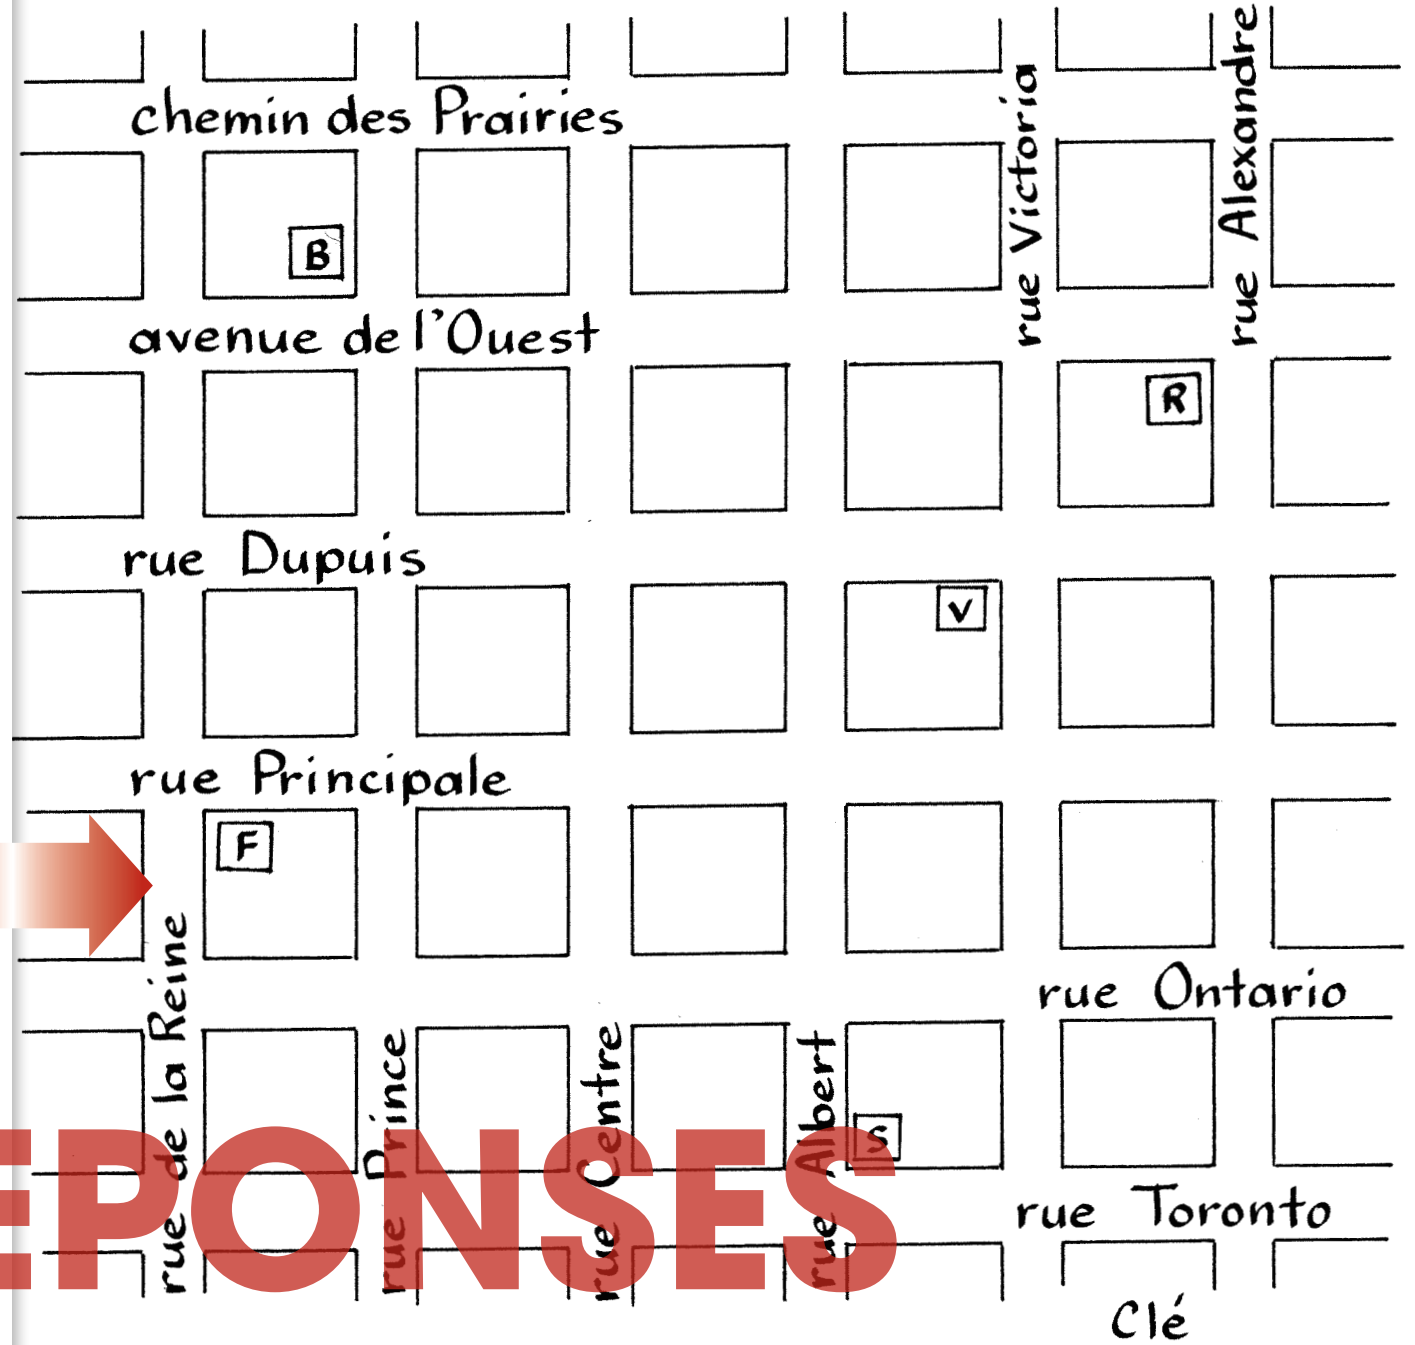 rue Alexandre
rue Victoria
chemin des Prairies
B
avenue de l'Ouest
R
rue Dupuis
V
rue Principale
F
rue de la Reine
rue Ontario
rue Prince
rue Centre
rue Albert
S
EPONSES
rue Toronto
Clé